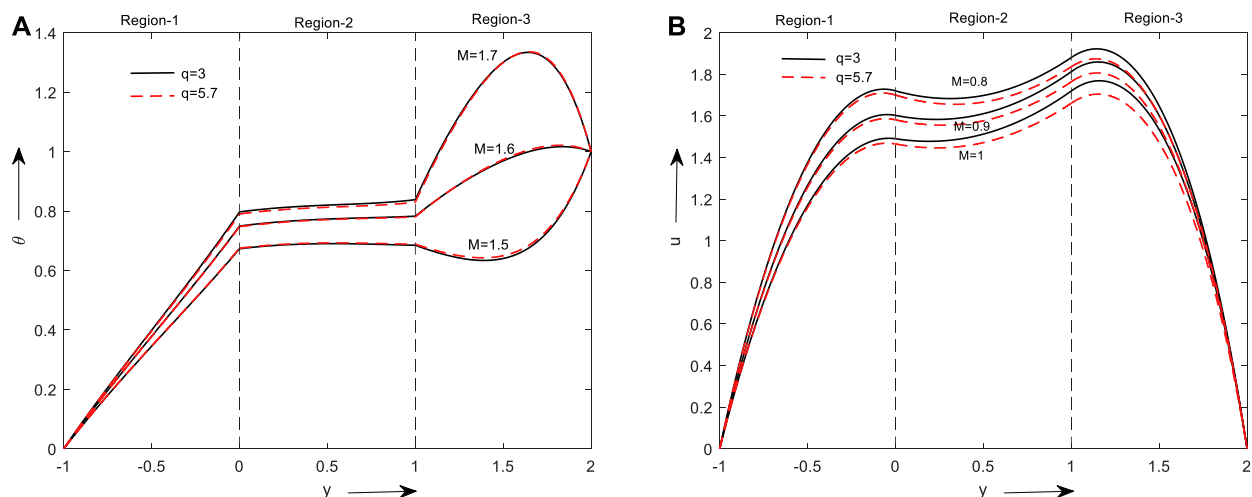 A
Region-1 Region-2 Region-3
q=3
q=5.7
M=1.7
M=1.6
M=1.5
1.4
1.2
1
0.8
0.6
0.4
0.2
0
θ
-1 -0.5 0 0.5 1 1.5 2
y
B
Region-1 Region-2 Region-3
q=3
q=5.7
M=0.8
M=0.9
M=1
2
1.8
1.6
1.4
1.2
1
0.8
0.6
0.4
0.2
0
u
-1 -0.5 0 0.5 1 1.5 2
y